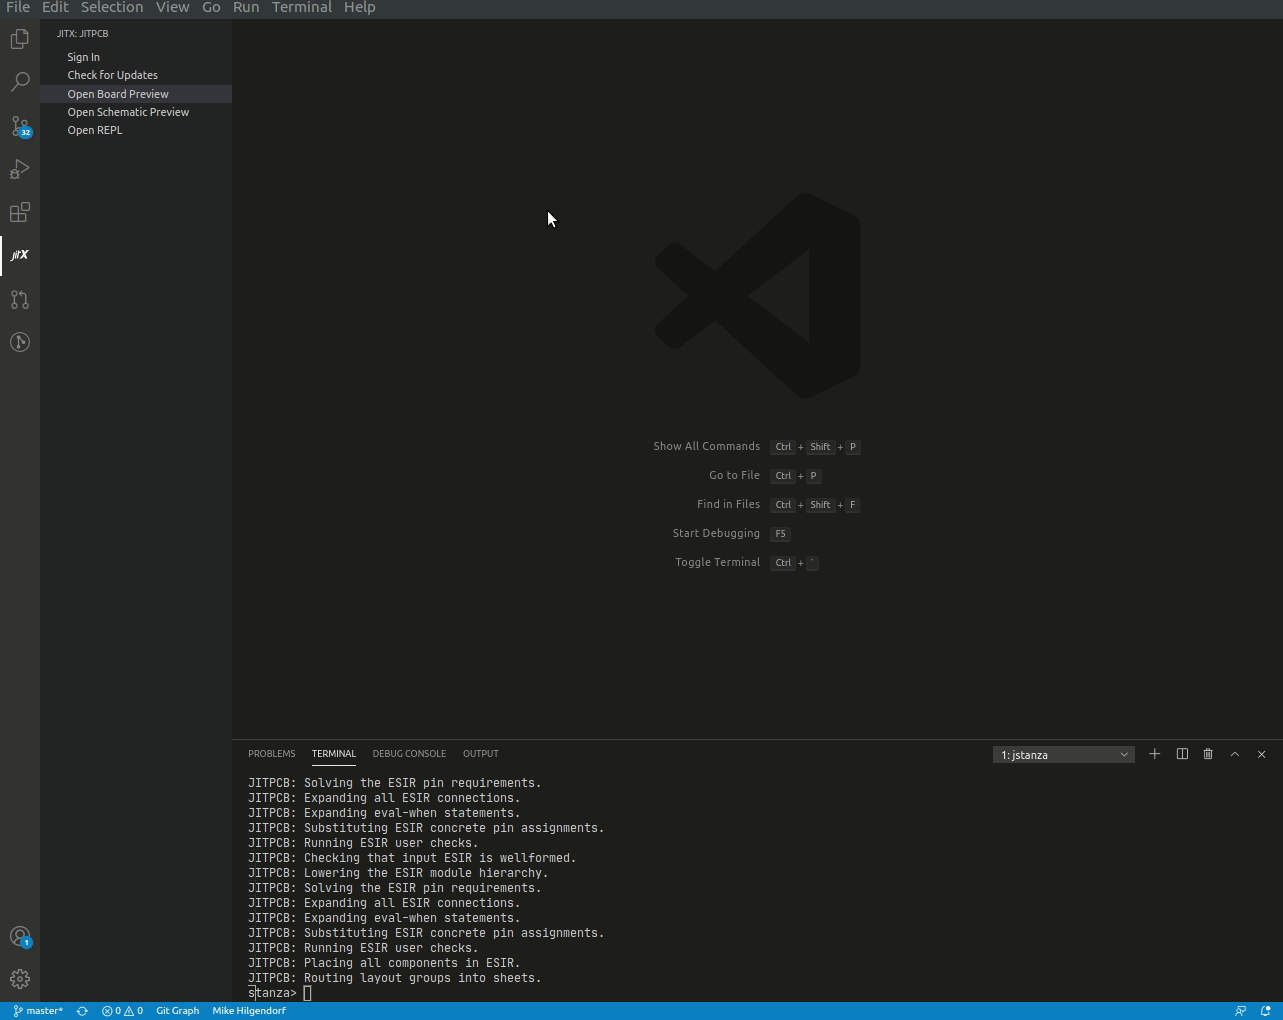 File Edit Selection View Go Run Terminal Help
JITX: JITPCB
Sign In
Check for Updates
Open Board Preview
Open Schematic Preview
Open REPL
32
jitX
Show All Commands Ctrl + Shift + P
Go to File Ctrl + P
Find in Files Ctrl + Shift + F
Start Debugging F5
Toggle Terminal Ctrl + `
PROBLEMS TERMINAL DEBUG CONSOLE OUTPUT 1: jstanza
JITPCB: Solving the ESIR pin requirements.
JITPCB: Expanding all ESIR connections.
JITPCB: Expanding eval-when statements.
JITPCB: Substituting ESIR concrete pin assignments.
JITPCB: Running ESIR user checks.
JITPCB: Checking that input ESIR is wellformed.
JITPCB: Lowering the ESIR module hierarchy.
JITPCB: Solving the ESIR pin requirements.
JITPCB: Expanding all ESIR connections.
JITPCB: Expanding eval-when statements.
JITPCB: Substituting ESIR concrete pin assignments.
JITPCB: Running ESIR user checks.
JITPCB: Placing all components in ESIR.
JITPCB: Routing layout groups into sheets.
stanza>
1
master* 0 0 Git Graph Mike Hilgendorf